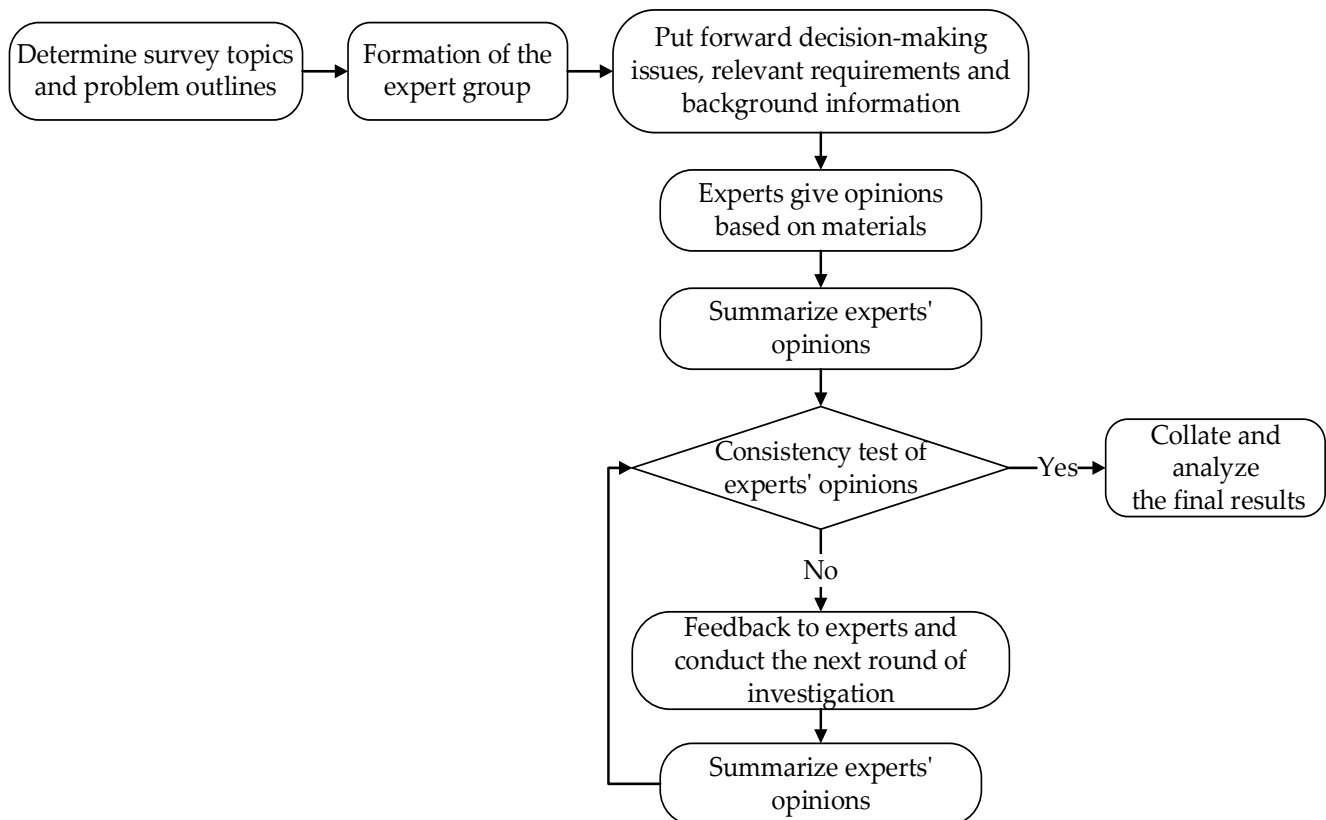 Determine survey topics
and problem outlines
Formation of the
expert group
Put forward decision-making
issues, relevant requirements and
background information
Experts give opinions
based on materials
Summarize experts'
opinions
Consistency test of
experts' opinions
Yes
Collate and
analyze
the final results
No
Feedback to experts and
conduct the next round of
investigation
Summarize experts'
opinions